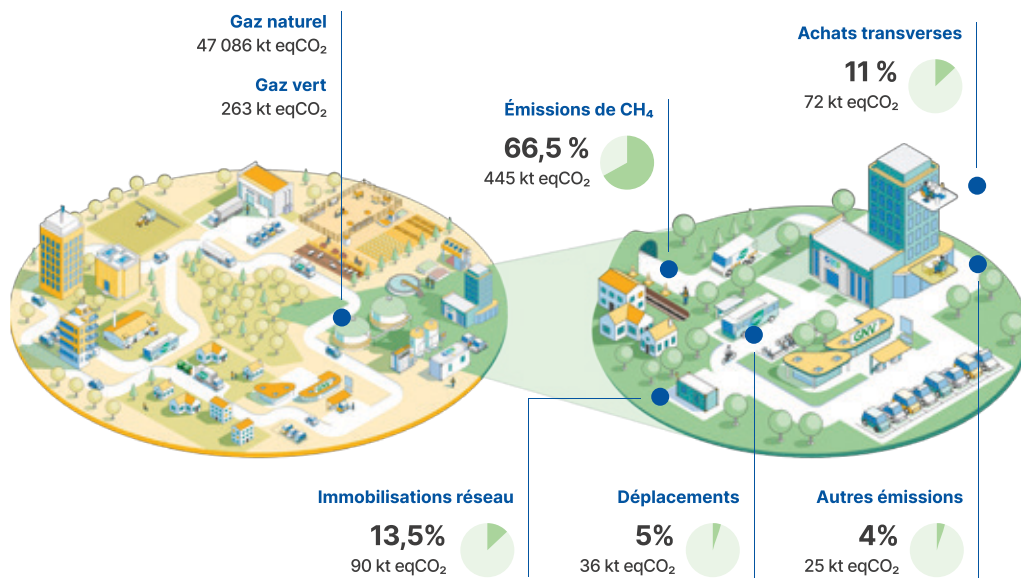 Gaz naturel
47 086 kt eqCO₂
Gaz vert
263 kt eqCO₂
Achats transverses
11 %
72 kt eqCO₂
Émissions de CH₄
66,5 %
445 kt eqCO₂
GNV
Immobilisations réseau
13,5%
90 kt eqCO₂
Déplacements
5%
36 kt eqCO₂
Autres émissions
4%
25 kt eqCO₂